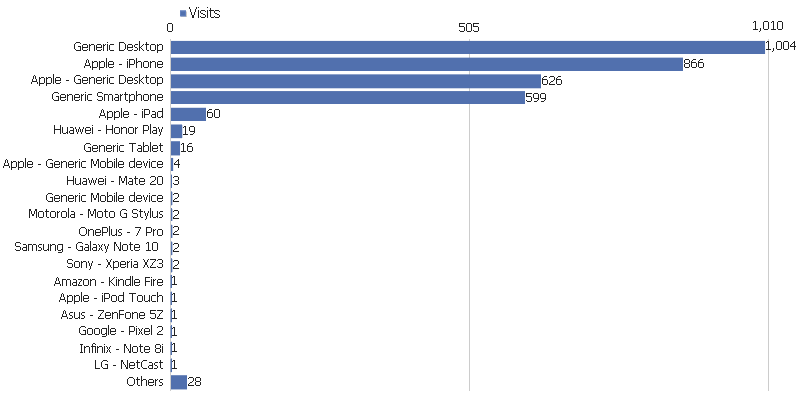 Visits
0 505 1,010
Generic Desktop 1,004
Apple - iPhone 866
Apple - Generic Desktop 626
Generic Smartphone 599
Apple - iPad 60
Huawei - Honor Play 19
Generic Tablet 16
Apple - Generic Mobile device 4
Huawei - Mate 20 3
Generic Mobile device 2
Motorola - Moto G Stylus 2
OnePlus - 7 Pro 2
Samsung - Galaxy Note 10 2
Sony - Xperia XZ3 2
Amazon - Kindle Fire 1
Apple - iPod Touch 1
Asus - ZenFone 5Z 1
Google - Pixel 2 1
Infinix - Note 8i 1
LG - NetCast 1
Others 28